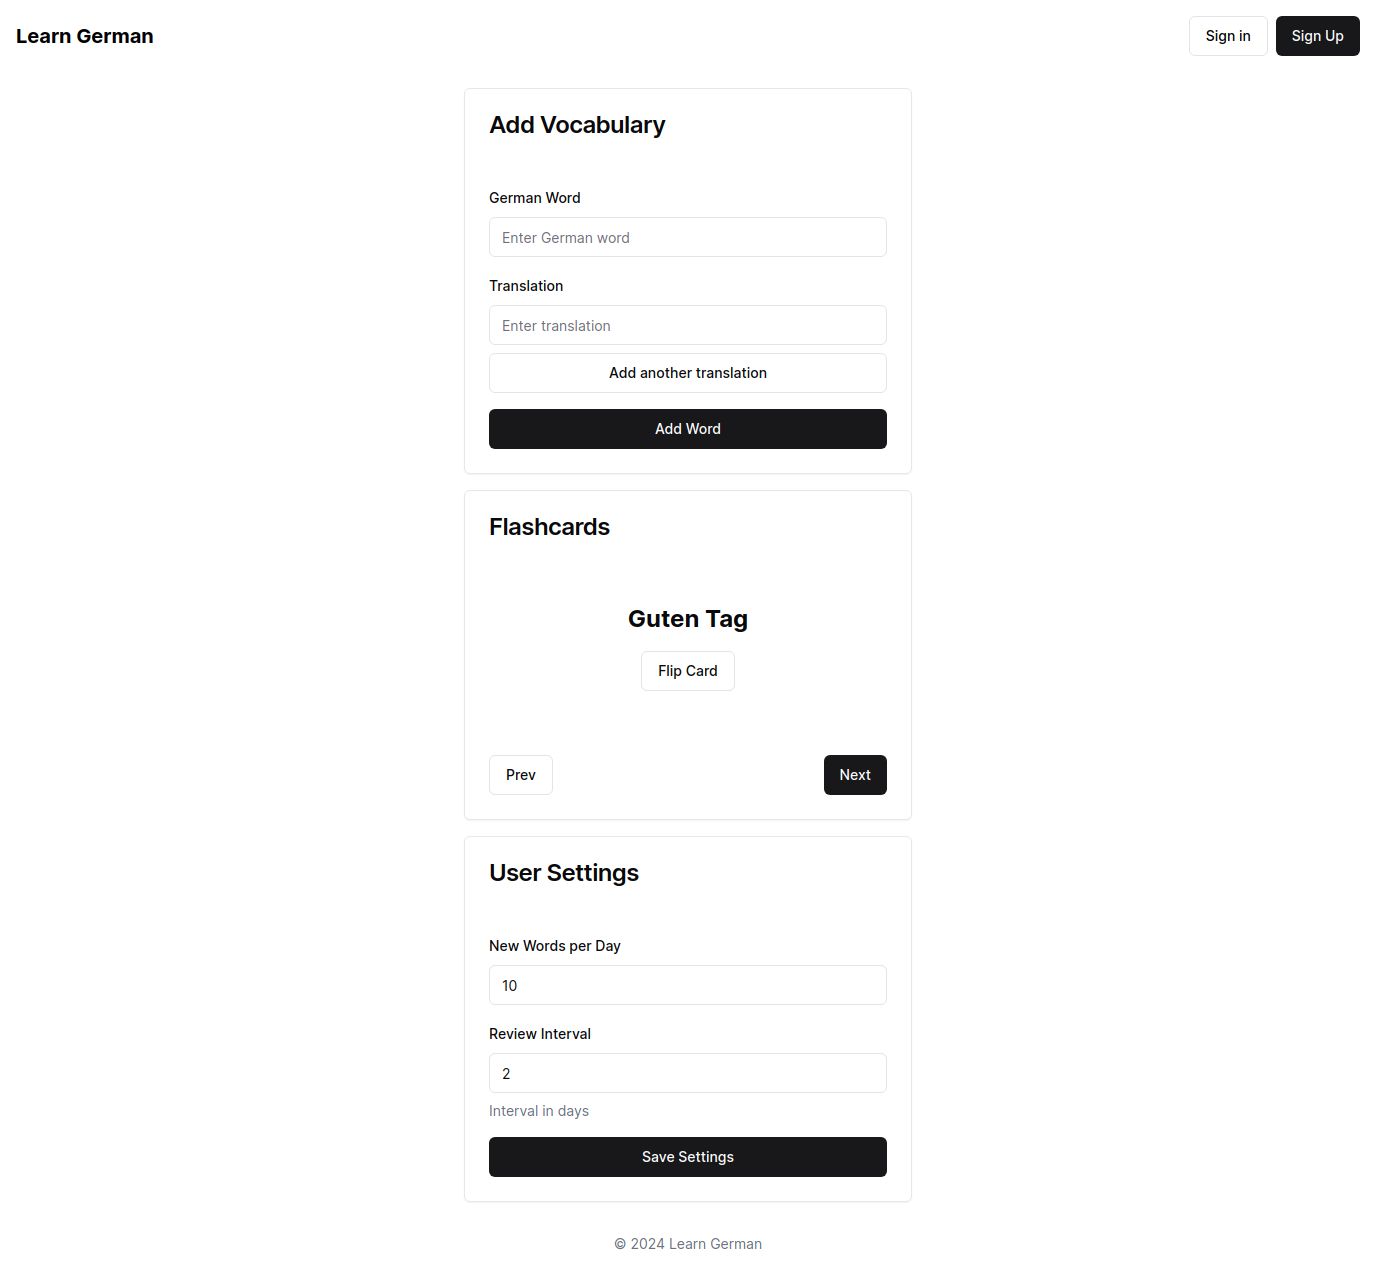 Learn German
Sign in
Sign Up
Add Vocabulary
German Word
Enter German word
Translation
Enter translation
Add another translation
Add Word
Flashcards
Guten Tag
Flip Card
Prev
Next
User Settings
New Words per Day
10
Review Interval
2
Interval in days
Save Settings
© 2024 Learn German